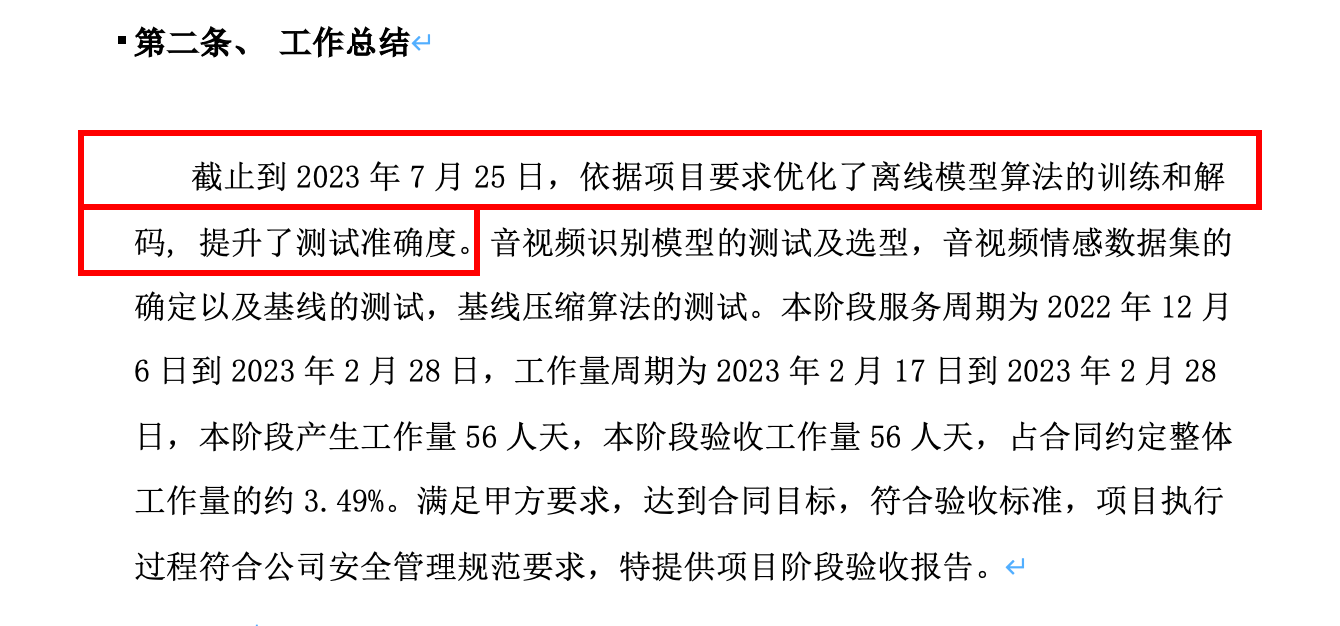 ▪第二条、 工作总结↵
截止到 2023 年 7 月 25 日，依据项目要求优化了离线模型算法的训练和解
码，提升了测试准确度。音视频识别模型的测试及选型，音视频情感数据集的
确定以及基线的测试，基线压缩算法的测试。本阶段服务周期为 2022 年 12 月
6 日到 2023 年 2 月 28 日，工作量周期为 2023 年 2 月 17 日到 2023 年 2 月 28
日，本阶段产生工作量 56 人天，本阶段验收工作量 56 人天，占合同约定整体
工作量的约 3.49%。满足甲方要求，达到合同目标，符合验收标准，项目执行
过程符合公司安全管理规范要求，特提供项目阶段验收报告。↵